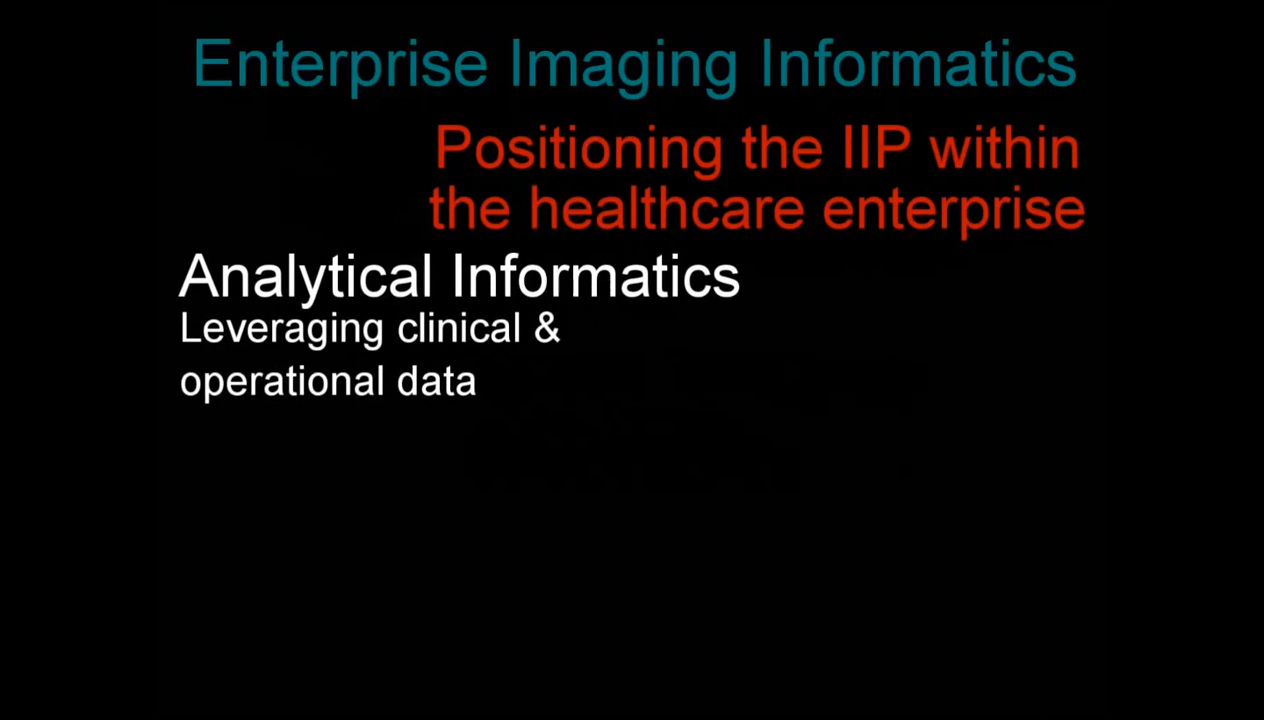 Enterprise Imaging Informatics
Positioning the IIP within
the healthcare enterprise
Analytical Informatics
Leveraging clinical &
operational data